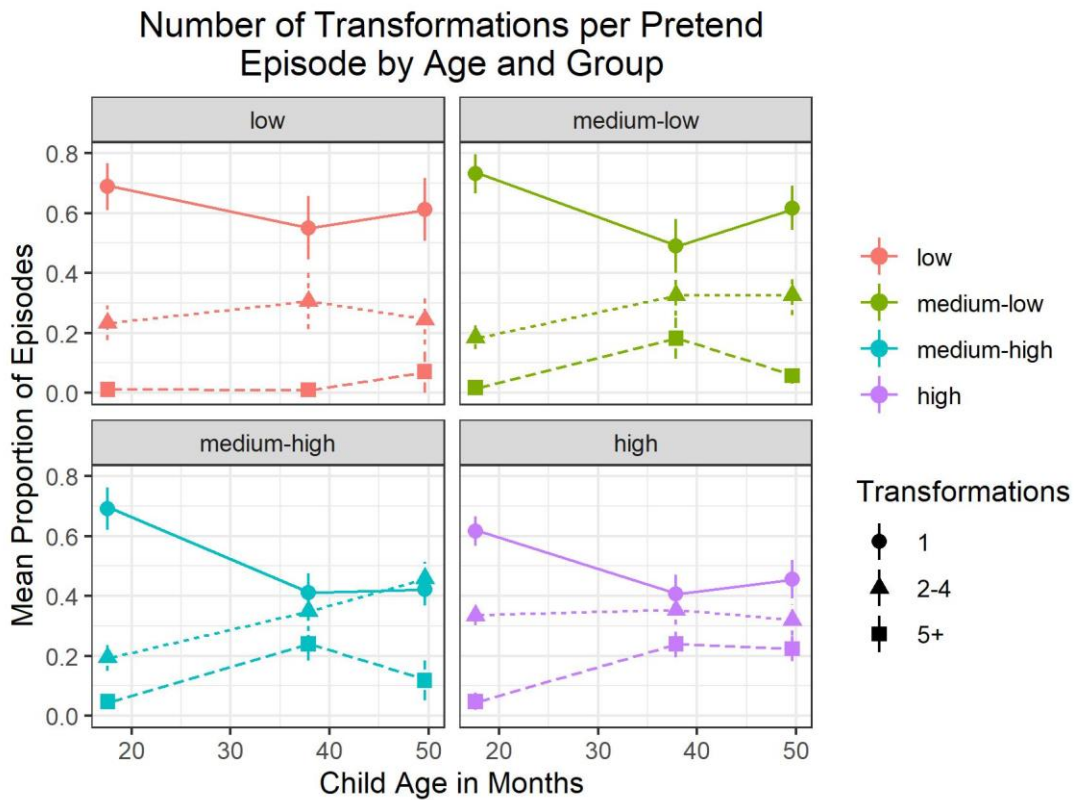 Number of Transformations per Pretend
Episode by Age and Group
low
medium-low
0.8
0.6
0.4
0.2
0.0
medium-high
high
0.8
0.6
0.4
0.2
0.0
20
30
40
50
20
30
40
50
Mean Proportion of Episodes
Child Age in Months
low
medium-low
medium-high
high
Transformations
1
2-4
5+